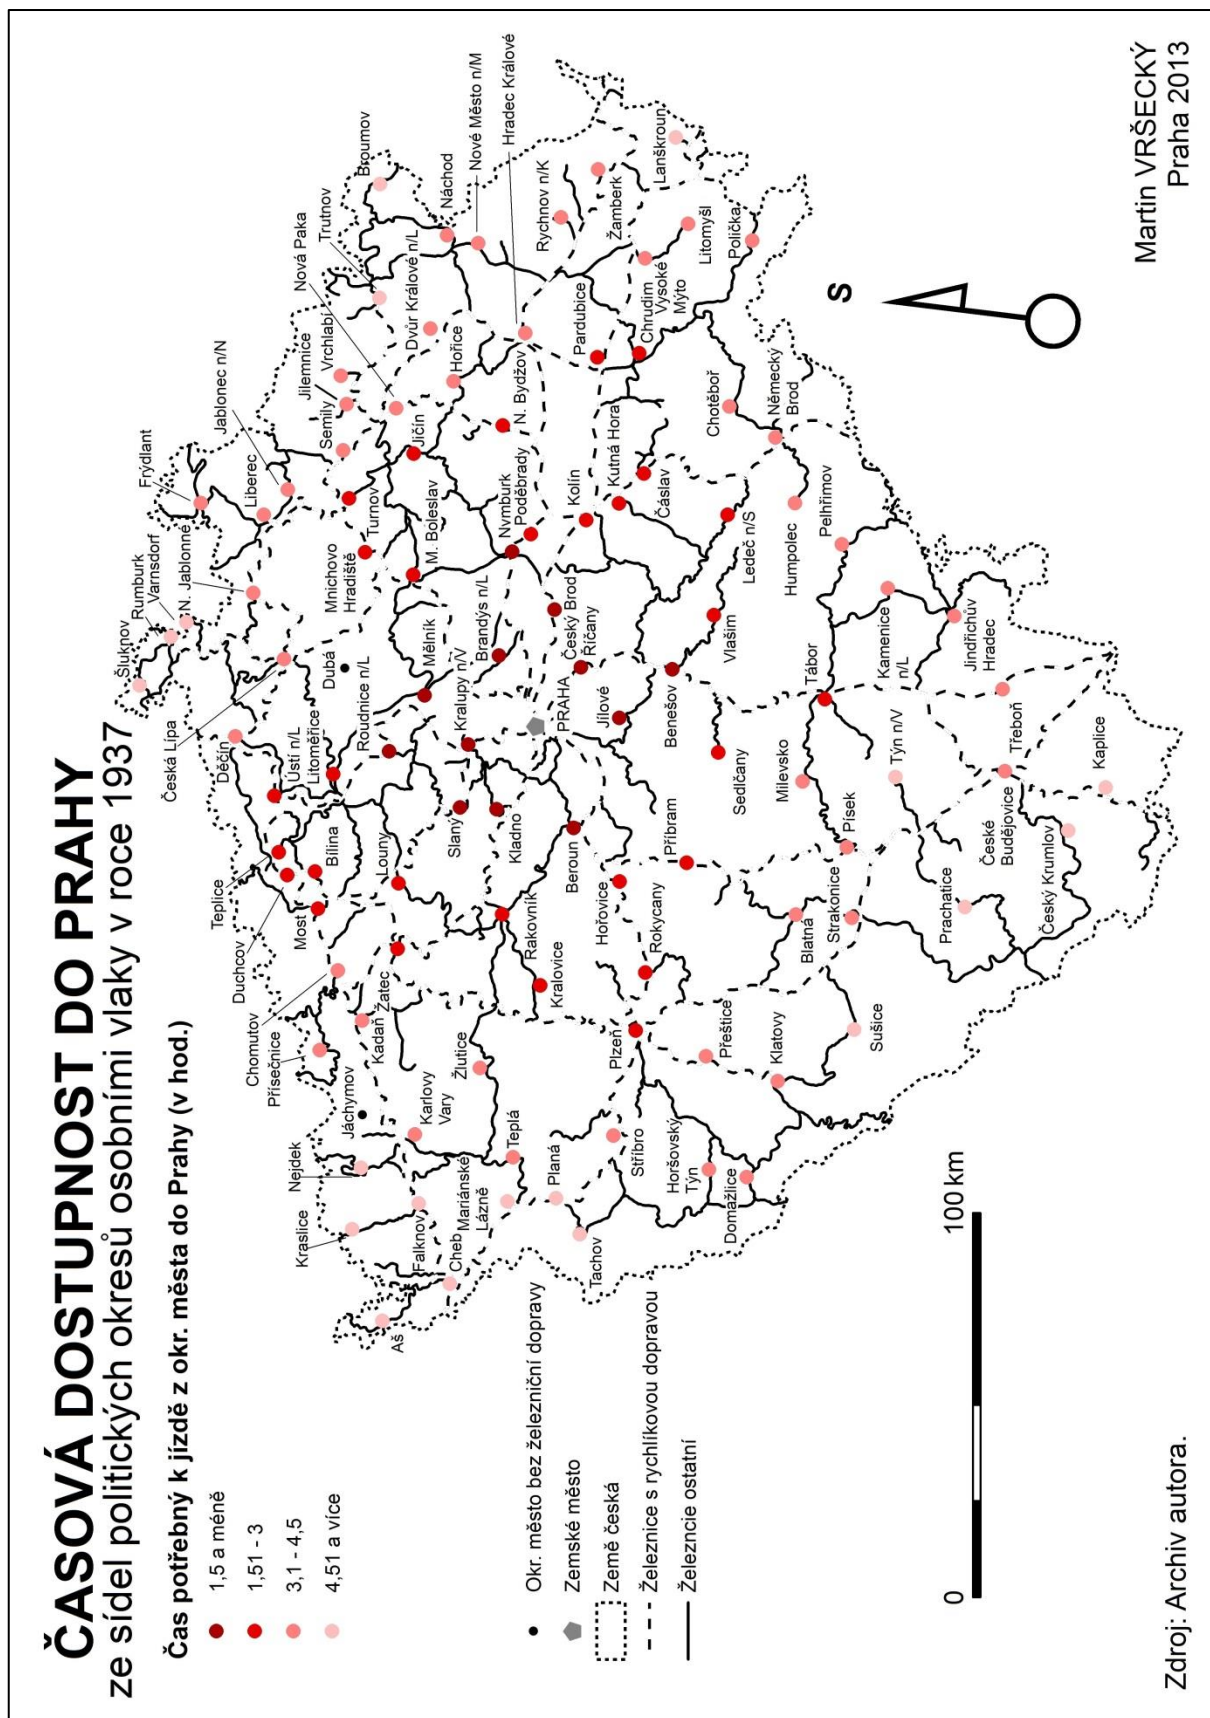 ČASOVÁ DOSTUPNOST DO PRAHY
ze sídel politických okresů osobními vlaky v roce 1937
Čas potřebný k jízdě z okr. města do Prahy (v hod.)
1,5 a méně
1,51 - 3
3,1 - 4,5
4,51 a více
Okr. město bez železniční dopravy
Zemské město
Země česká
Železnice s rychlíkovou dopravou
Železncie ostatní
Šluknov
Rumburk
Varnsdorf
N. Jablonné
Frýdlant
Liberec
Jablonec n/N
Semily
Jilemnice
Vrchlabí
Nová Paka
Trutnov
Broumov
Dvůr Králové n/L
Náchod
Nové Město n/M
Hradec Králové
Hořice
Jičín
N. Bydžov
Turnov
Mnichovo
Hradiště
M. Boleslav
Česká Lípa
Děčín
Dubá
Ústí n/L
Litoměřice
Roudnice n/L
Mělník
Kralupy n/V
Brandýs n/L
Nymburk
Poděbrady
Kolín
Kutná Hora
Čáslav
Pardubice
Chrudim
Vysoké
Mýto
Rychnov n/K
Žamberk
Lanškroun
Litomyšl
Polička
Chotěboř
Německý
Brod
Humpolec
Pelhřimov
Ledeč n/S
Vlašim
Český Brod
Říčany
PRAHA
Jílové
Benešov
Sedlčany
Tábor
Milevsko
Kamenice
n/L
Jindřichův
Hradec
Třeboň
Týn n/V
České
Budějovice
Kaplice
Český Krumlov
Prachatice
Písek
Strakonice
Blatná
Příbram
Hořovice
Rokycany
Beroun
Kladno
Slaný
Louny
Bílina
Teplice
Duchcov
Most
Chomutov
Přísečnice
Kadaň
Žatec
Rakovník
Kralovice
Plzeň
Přeštice
Klatovy
Sušice
Žlutice
Jáchymov
Karlovy
Vary
Nejdek
Kraslice
Falknov
Cheb
Aš
Mariánské
Lázně
Teplá
Planá
Tachov
Stříbro
Horšovský
Týn
Domažlice
S
0
100 km
Zdroj: Archiv autora.
Martin VRŠECKÝ
Praha 2013